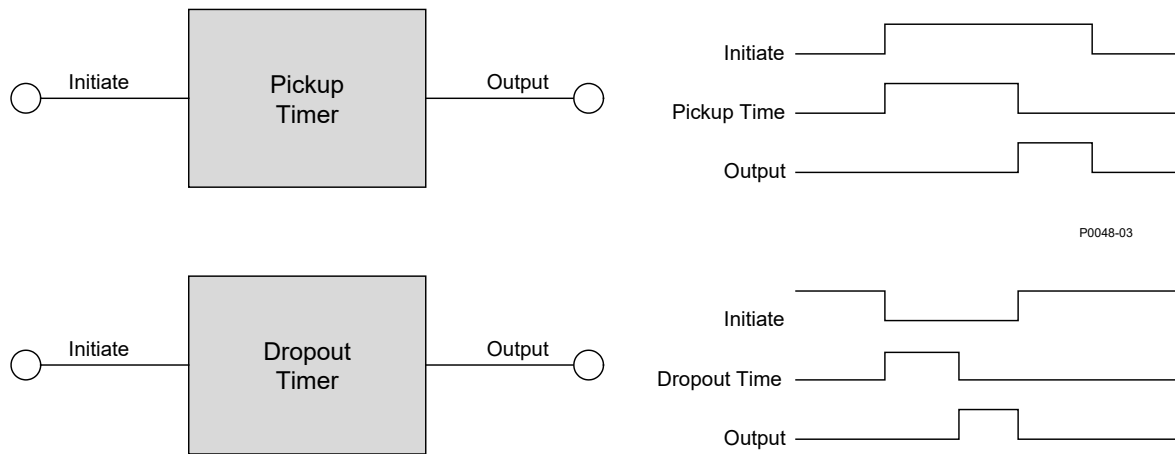 Initiate
Pickup
Timer
Output
Initiate
Pickup Time
Output
P0048-03
Initiate
Dropout
Timer
Output
Initiate
Dropout Time
Output